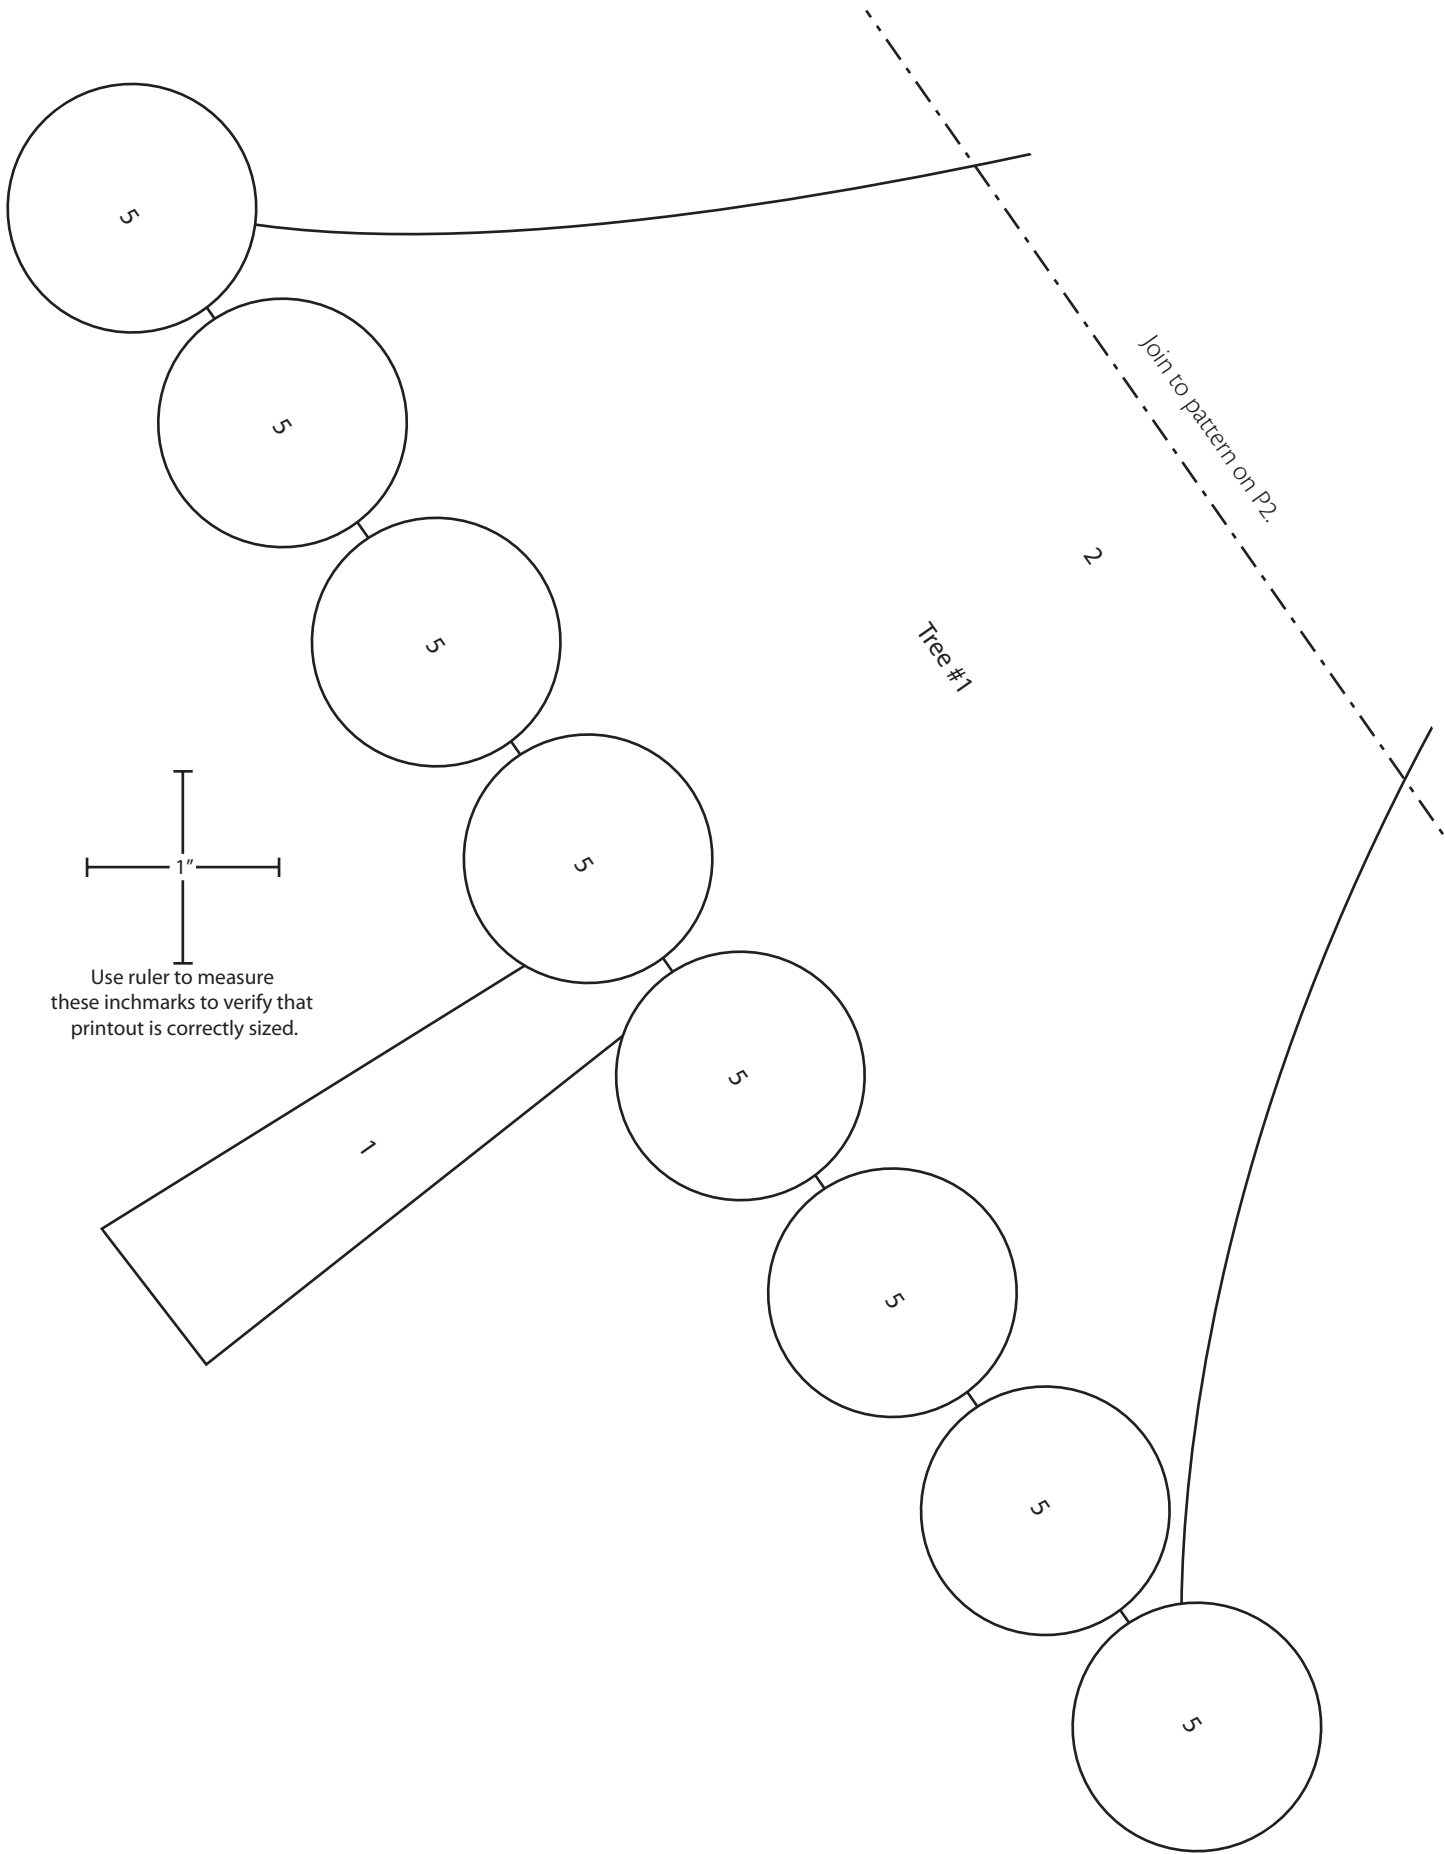 5
5
Join to pattern on P2.
2
5
Tree #1
5
1″
Use ruler to measure
these inchmarks to verify that
printout is correctly sized.
5
1
5
5
5